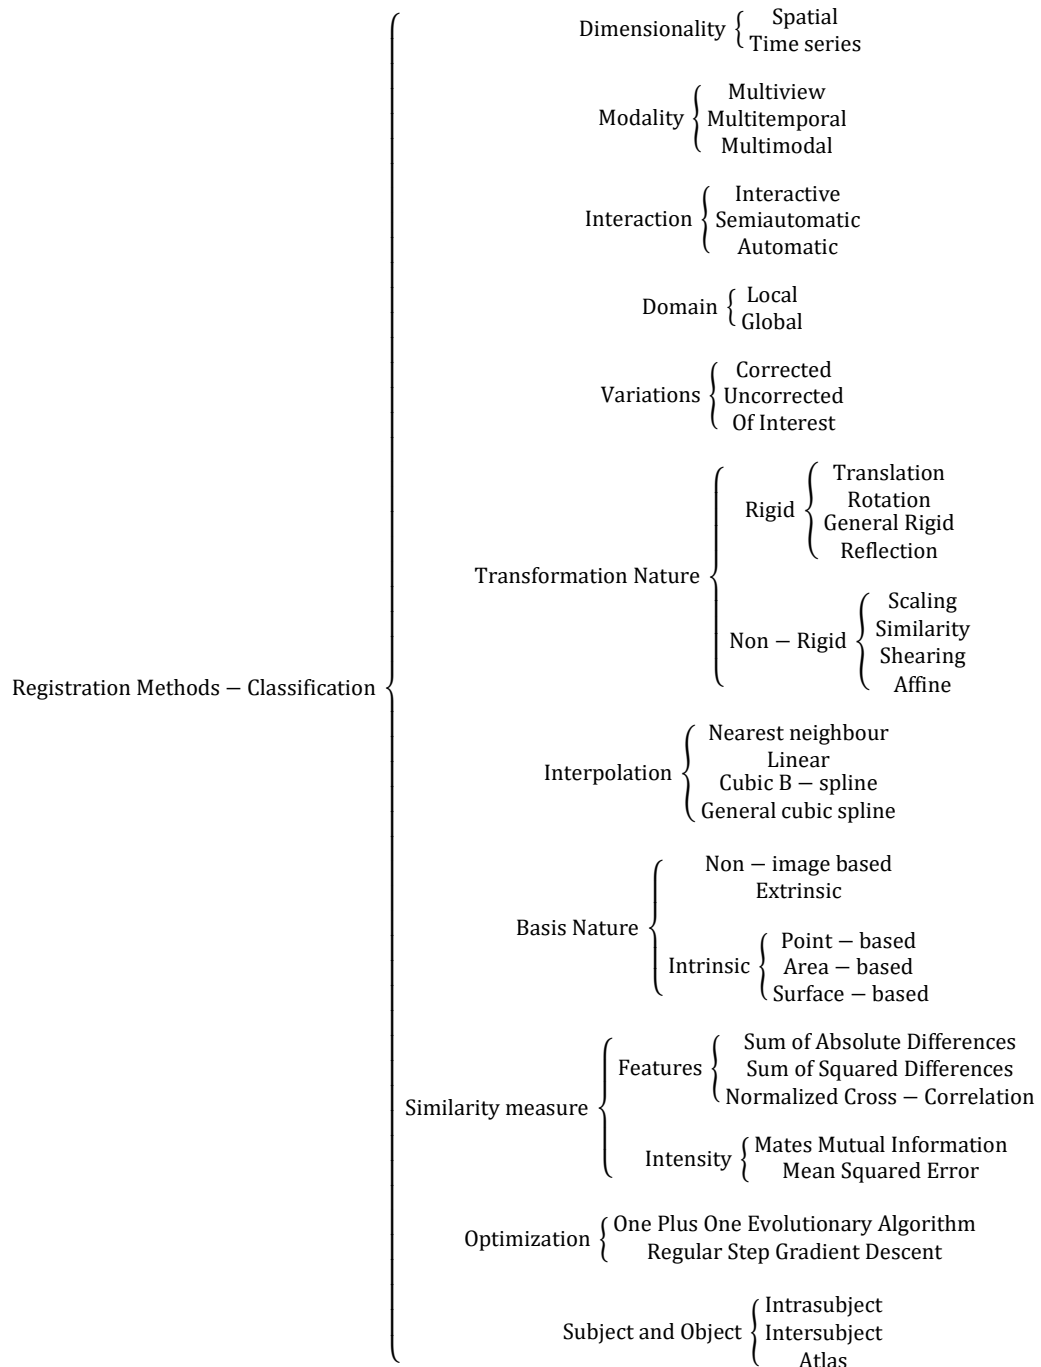 Dimensionality
Spatial
Time series
Modality
Multiview
Multitemporal
Multimodal
Interaction
Interactive
Semiautomatic
Automatic
Domain
Local
Global
Variations
Corrected
Uncorrected
Of Interest
Transformation Nature
Rigid
Translation
Rotation
General Rigid
Reflection
Non − Rigid
Scaling
Similarity
Shearing
Affine
Registration Methods − Classification
Interpolation
Nearest neighbour
Linear
Cubic B − spline
General cubic spline
Basis Nature
Non − image based
Extrinsic
Intrinsic
Point − based
Area − based
Surface − based
Similarity measure
Features
Sum of Absolute Differences
Sum of Squared Differences
Normalized Cross − Correlation
Intensity
Mates Mutual Information
Mean Squared Error
Optimization
One Plus One Evolutionary Algorithm
Regular Step Gradient Descent
Subject and Object
Intrasubject
Intersubject
Atlas